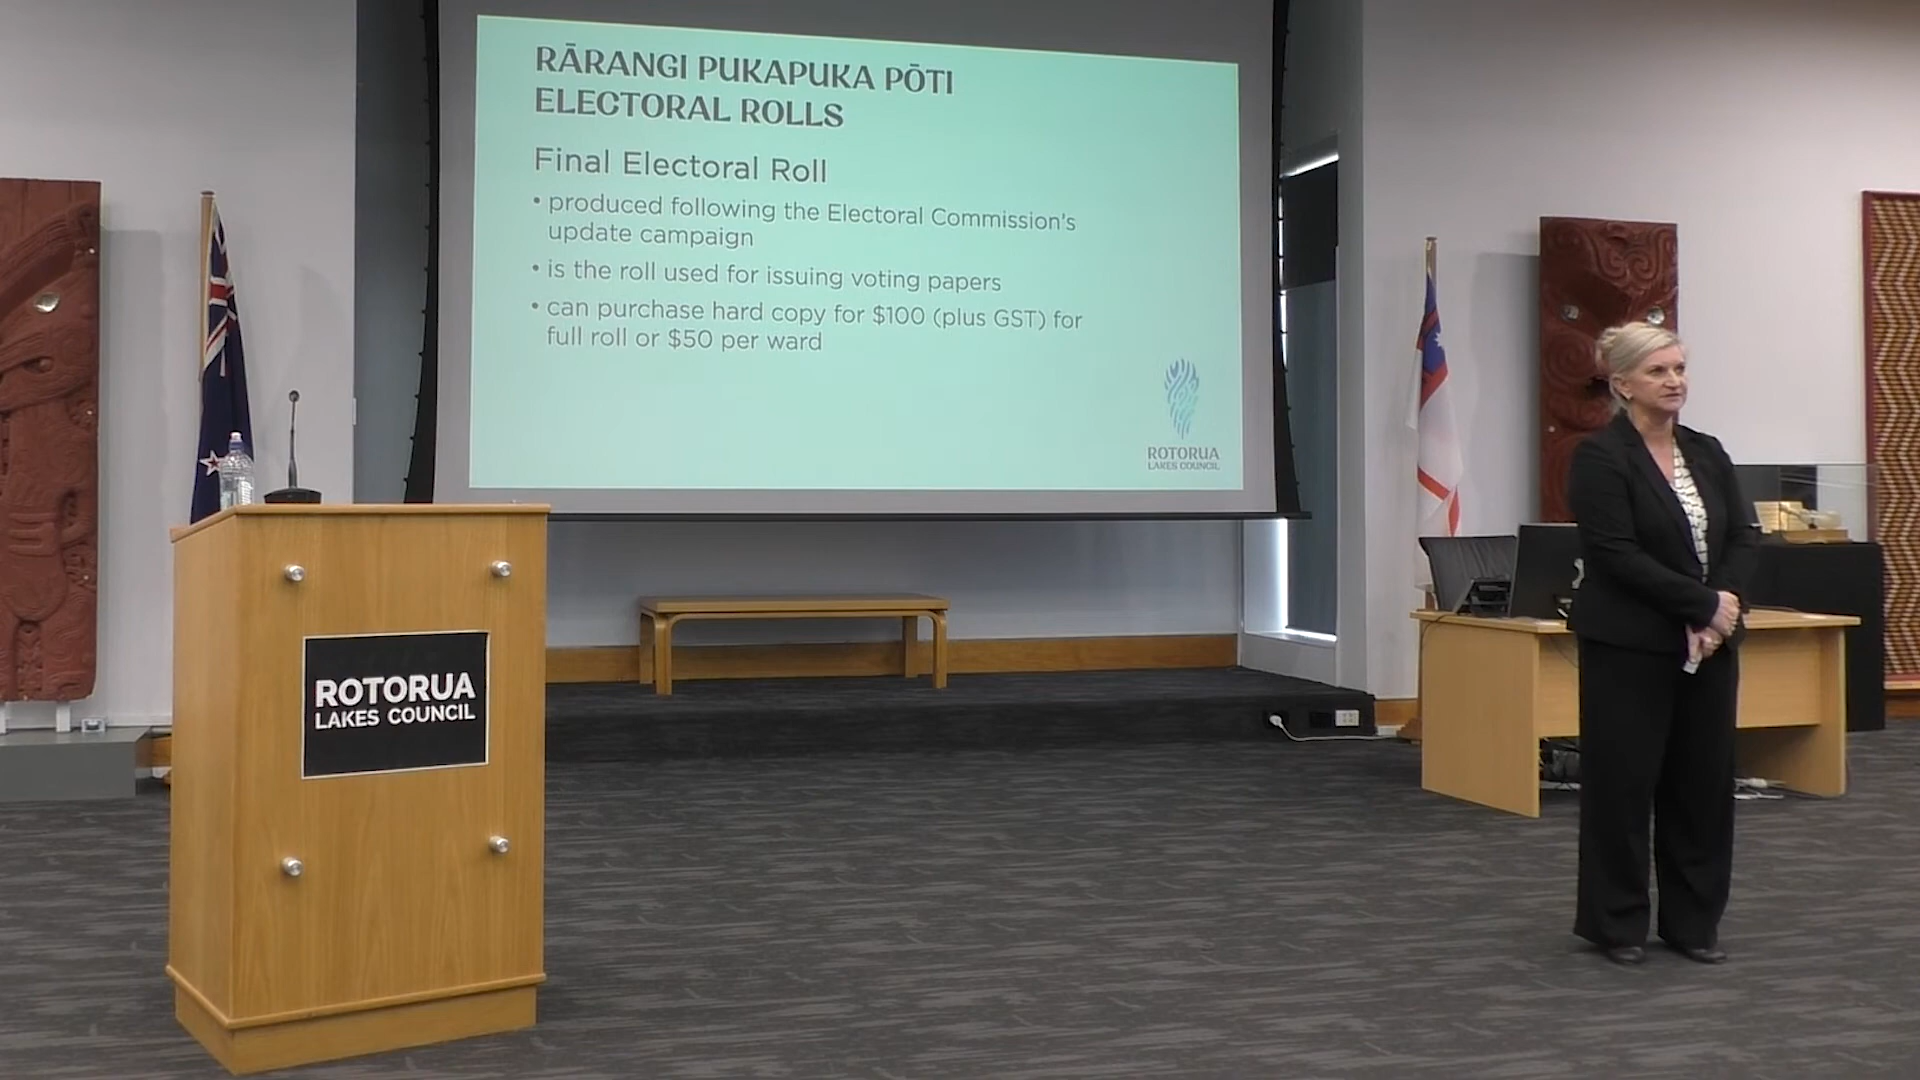 RĀRANGI PUKAPUKA PŌTI
ELECTORAL ROLLS
Final Electoral Roll
• produced following the Electoral Commission's
update campaign
• is the roll used for issuing voting papers
• can purchase hard copy for $100 (plus GST) for
full roll or $50 per ward
ROTORUA
LAKES COUNCIL
ROTORUA
LAKES COUNCIL